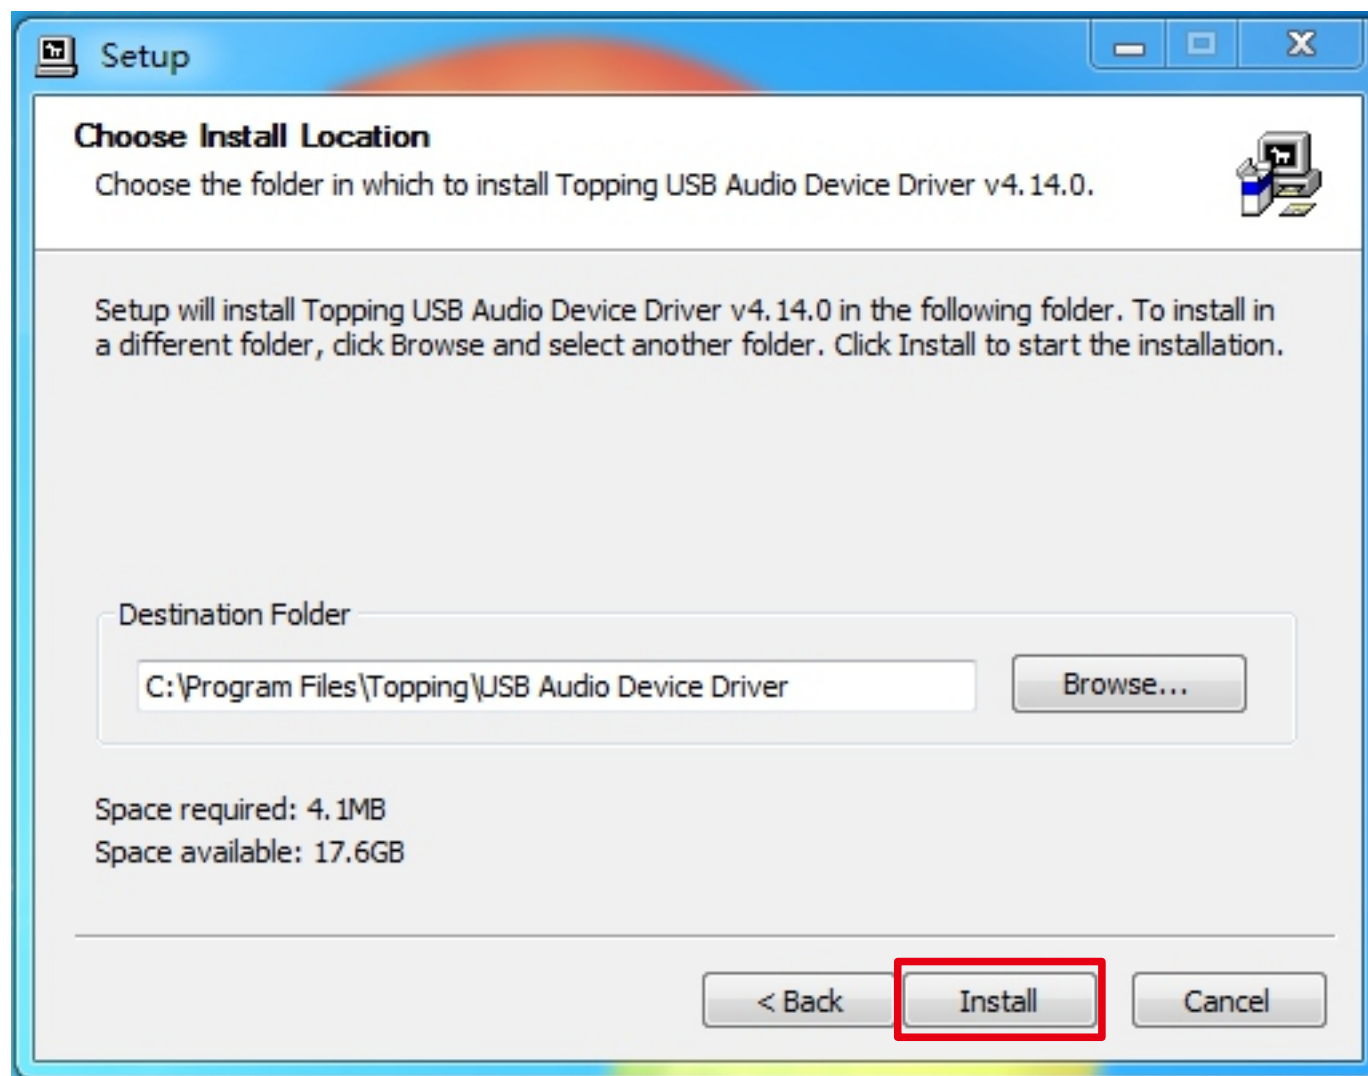 Setup
Choose Install Location
Choose the folder in which to install Topping USB Audio Device Driver v4.14.0.
Setup will install Topping USB Audio Device Driver v4.14.0 in the following folder. To install in
a different folder, click Browse and select another folder. Click Install to start the installation.
Destination Folder
C:\Program Files\Topping\USB Audio Device Driver
Browse...
Space required: 4.1MB
Space available: 17.6GB
< Back
Install
Cancel